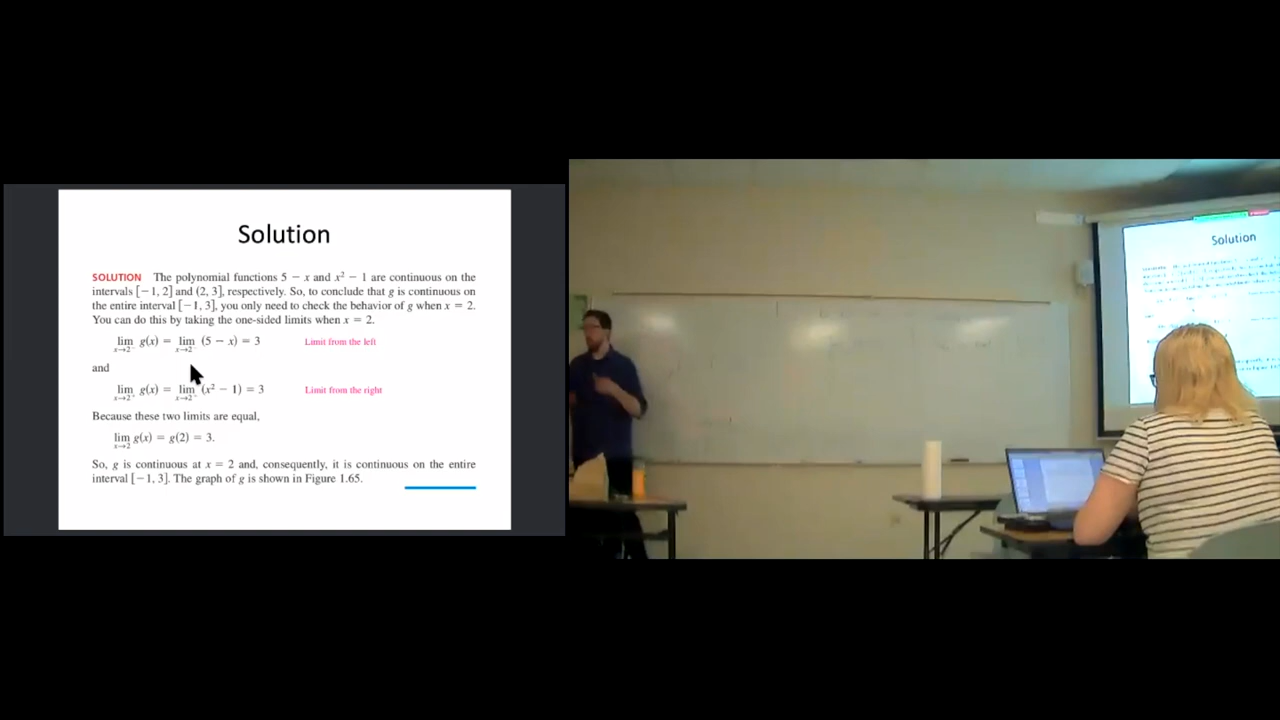 Solution
SOLUTION The polynomial functions 5 − x and x² − 1 are continuous on the
intervals [−1, 2] and (2, 3], respectively. So, to conclude that g is continuous on
the entire interval [−1, 3], you only need to check the behavior of g when x = 2.
You can do this by taking the one-sided limits when x = 2.
lim g(x) = lim (5 − x) = 3 Limit from the left
x→2⁻ x→2⁻
and
lim g(x) = lim (x² − 1) = 3 Limit from the right
x→2⁺ x→2⁺
Because these two limits are equal,
lim g(x) = g(2) = 3.
x→2
So, g is continuous at x = 2 and, consequently, it is continuous on the entire
interval [−1, 3]. The graph of g is shown in Figure 1.65.
Solution